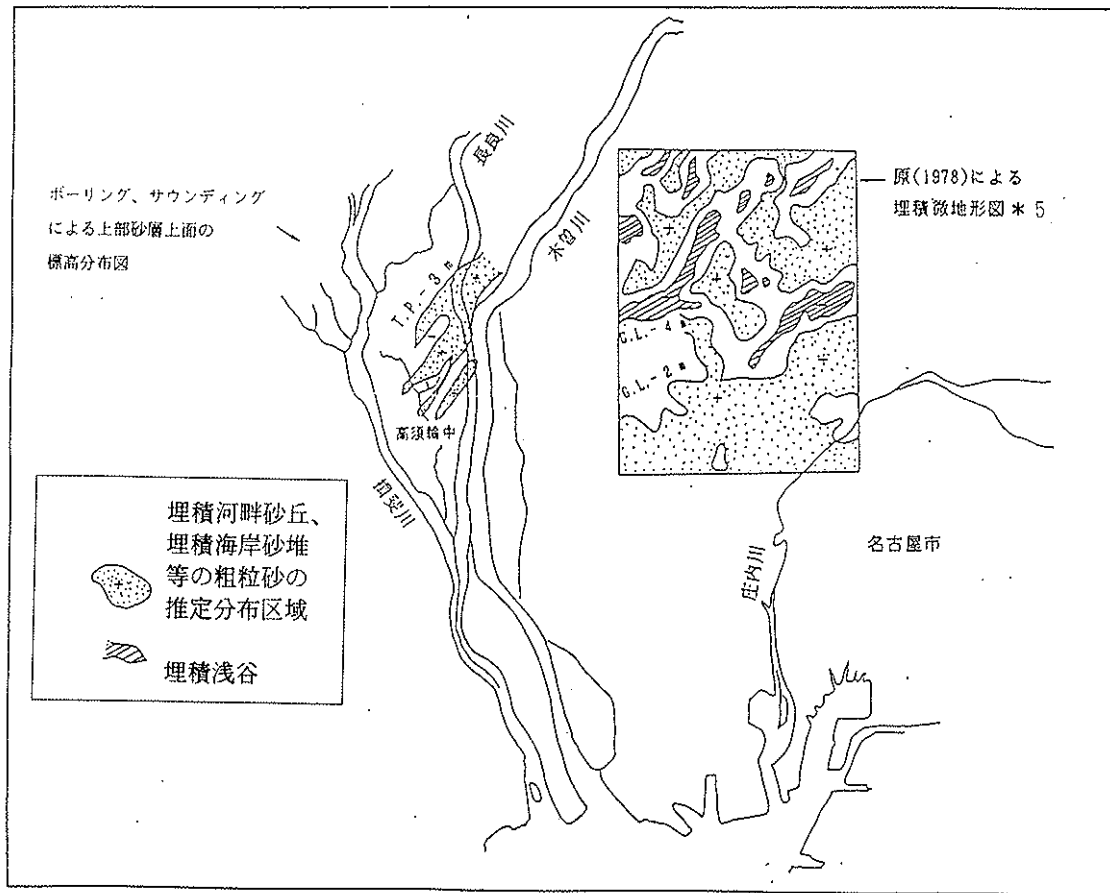 ボーリング、サウンディング
による上部砂層上面の
標高分布図
長良川
木曽川
T.P.-3m
高須輪中
揖斐川
原(1978)による
埋積微地形図*5
G.L.-4m
G.L.-2m
庄内川
名古屋市
埋積河畔砂丘、
埋積海岸砂堆
等の粗粒砂の
推定分布区域
埋積浅谷